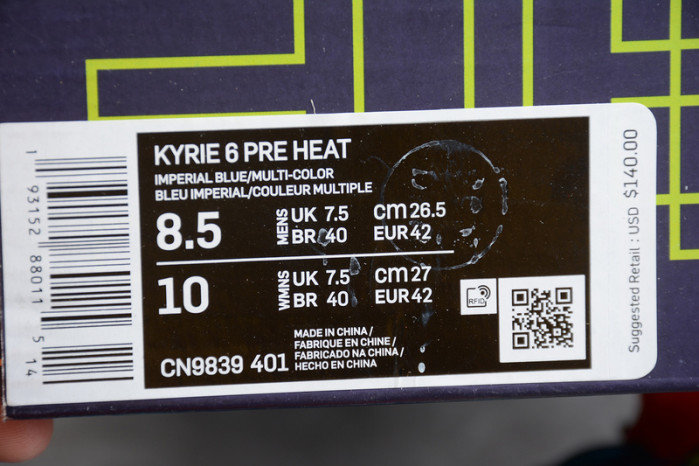 KYRIE 6 PRE HEAT
IMPERIAL BLUE/MULTI-COLOR
BLEU IMPERIAL/COULEUR MULTIPLE
8.5 MENS UK 7.5 cm 26.5
BR 40 EUR 42
10 WMNS UK 7.5 cm 27
BR 40 EUR 42
RFID
CN9839 401
MADE IN CHINA /
FABRIQUE EN CHINE /
FABRICADO NA CHINA /
HECHO EN CHINA
1 93152 88011 5 14
Suggested Retail : USD $140.00